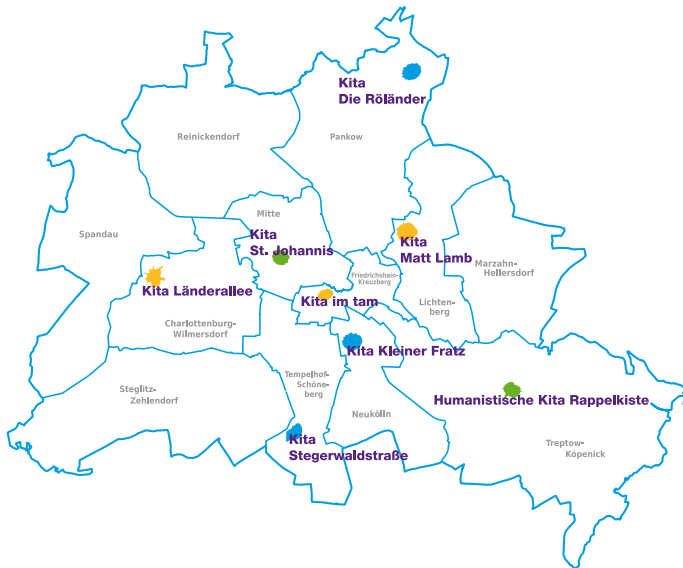 Kita
Die Röländer
Reinickendorf
Pankow
Mitte
Spandau
Kita
St. Johannis
Kita
Matt Lamb
Marzahn-
Hellersdorf
Friedrichshain-
Kreuzberg
Kita Länderallee
Kita im tam
Lichten-
berg
Charlottenburg-
Wilmersdorf
Kita Kleiner Fratz
Tempelhof-
Schöne-
berg
Steglitz-
Zehlendorf
Humanistische Kita Rappelkiste
Neukölln
Kita
Stegerwaldstraße
Treptow-
Köpenick